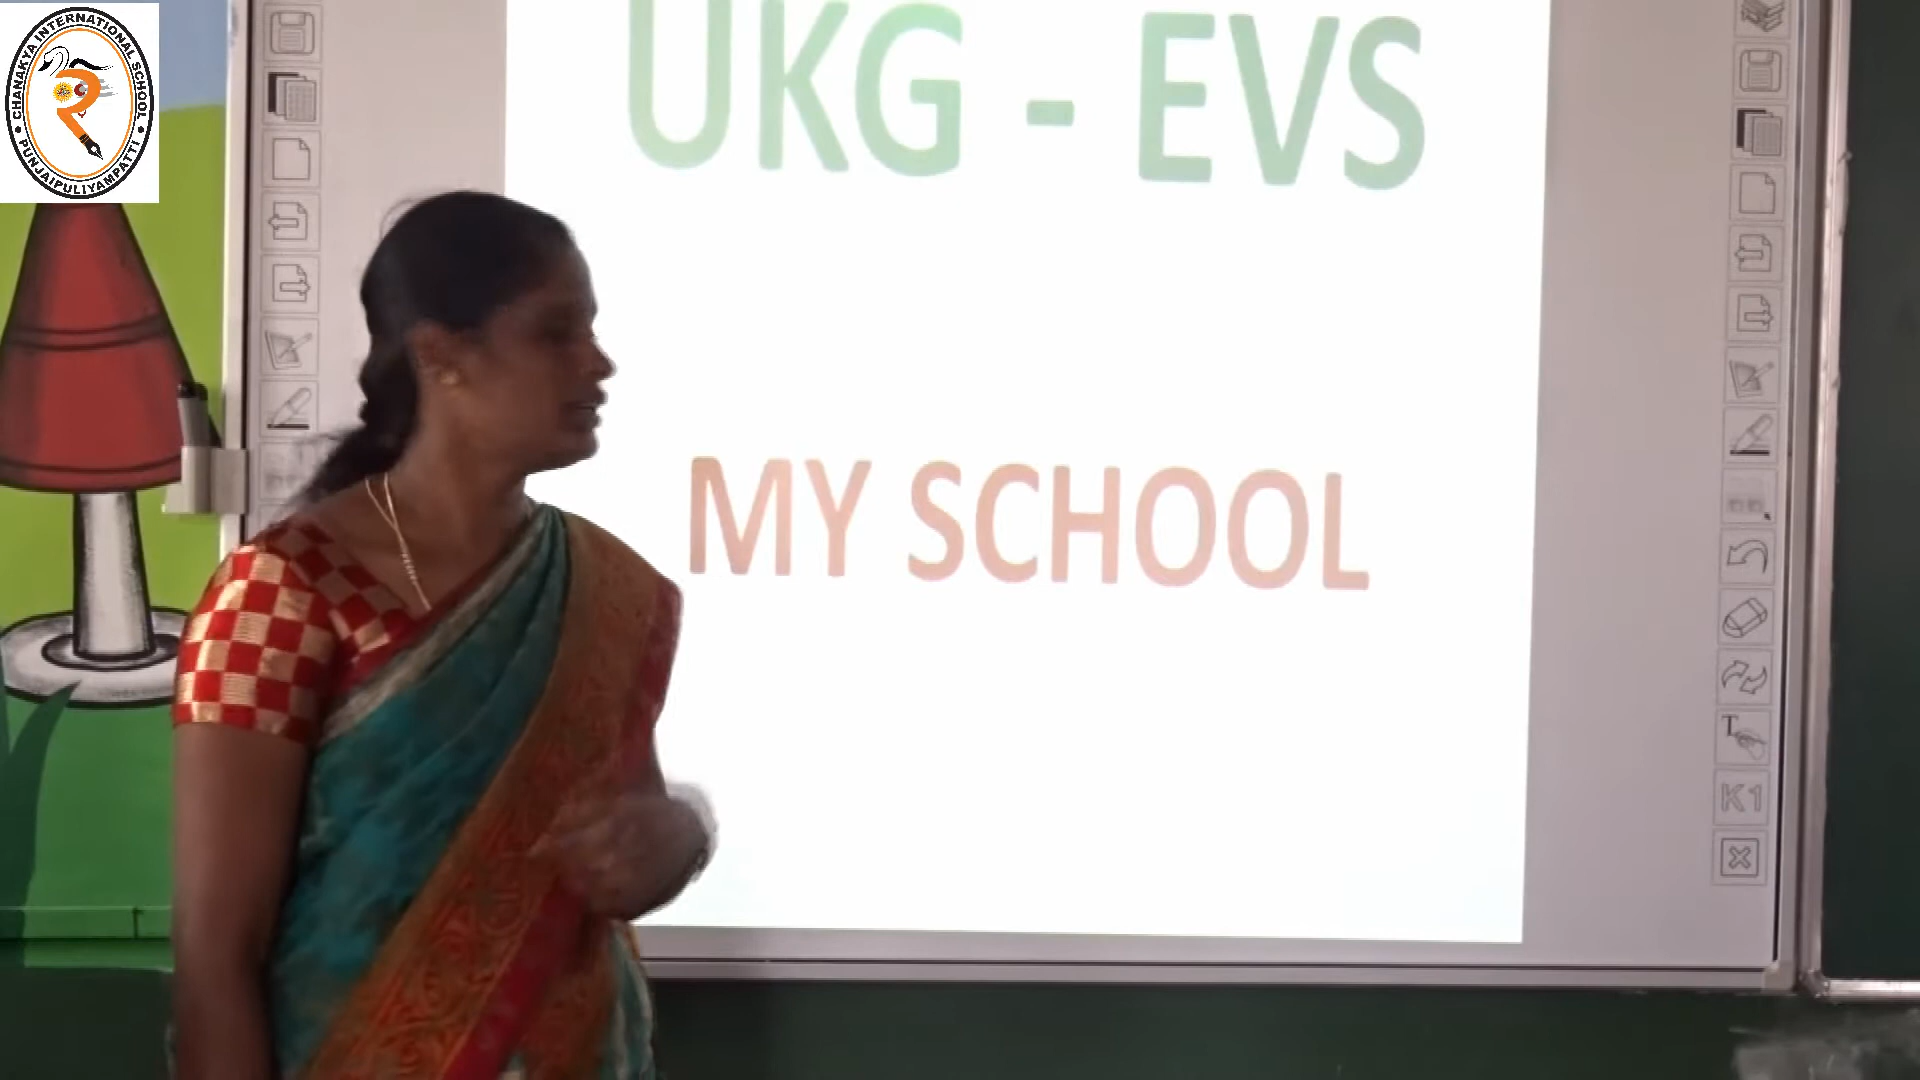 CHANAKYA INTERNATIONAL SCHOOL
PUNJAIPULIYAMPATTI
UKG - EVS
MY SCHOOL
T
K1